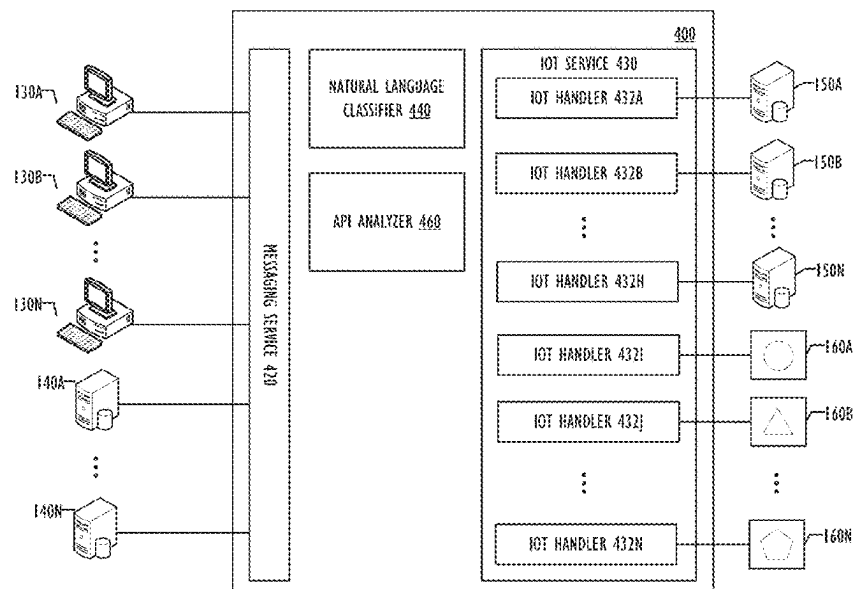 400
130A
130B
130N
140A
140N
MESSAGING SERVICE 420
NATURAL LANGUAGE
CLASSIFIER 440
API ANALYZER 460
IOT SERVICE 430
IOT HANDLER 432A
IOT HANDLER 432B
IOT HANDLER 432H
IOT HANDLER 432I
IOT HANDLER 432J
IOT HANDLER 432N
150A
150B
150N
160A
160B
160N